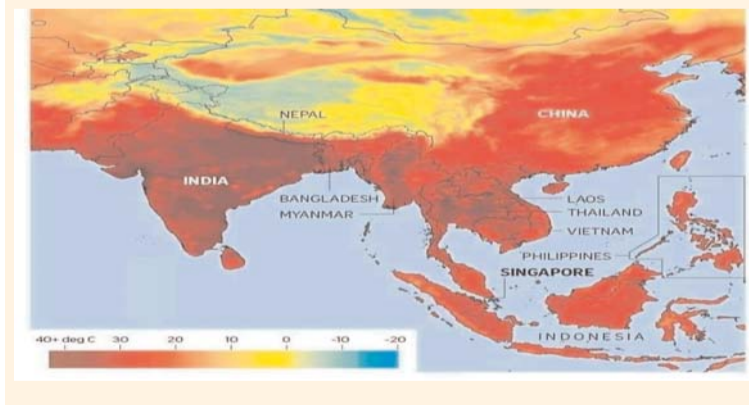 NEPAL
CHINA
INDIA
BANGLADESH
MYANMAR
LAOS
THAILAND
VIETNAM
PHILIPPINES
SINGAPORE
INDONESIA
40+ deg C 30 20 10 0 -10 -20